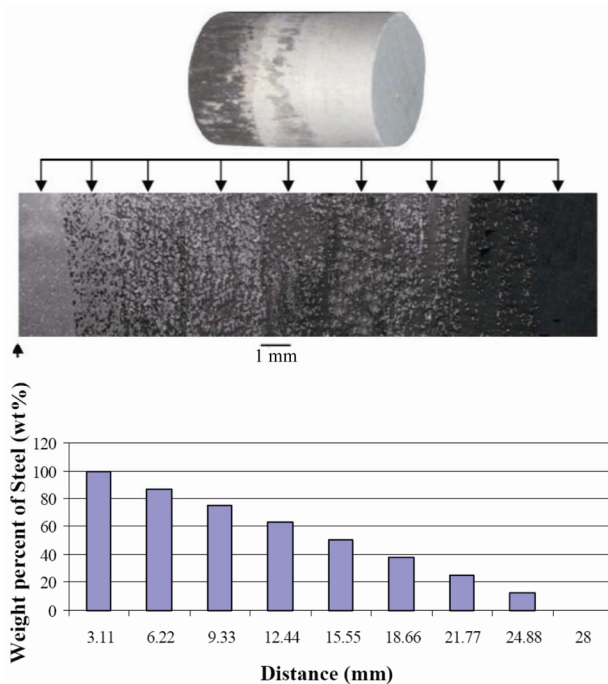 1 mm
Weight percent of Steel (wt%)
120
100
80
60
40
20
0
3.11 6.22 9.33 12.44 15.55 18.66 21.77 24.88 28
Distance (mm)